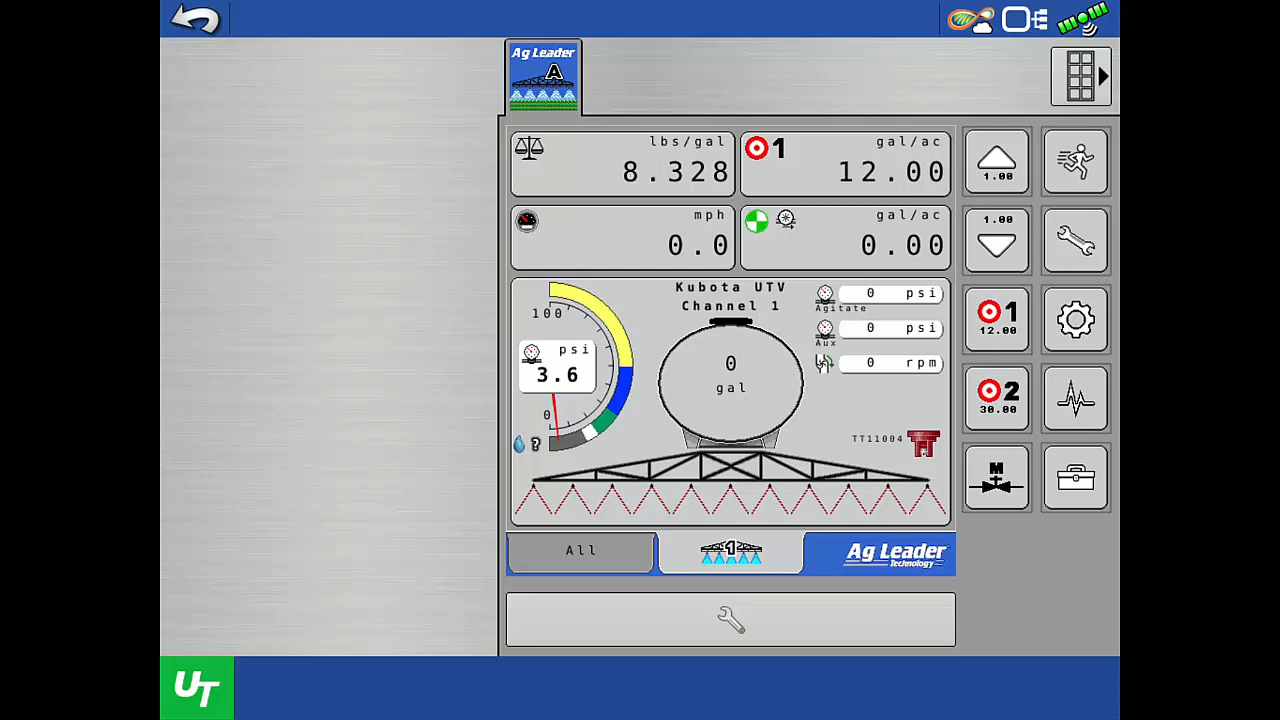 Ag Leader
A
lbs/gal
8.328
1
gal/ac
12.00
1.00
mph
0.0
gal/ac
0.00
1.00
Kubota UTV
Channel 1
100
psi
3.6
0
?
0
gal
0 psi
Agitate
0 psi
Aux
0 rpm
TT11004
1
12.00
2
30.00
M
All
1
Ag Leader
Technology
UT